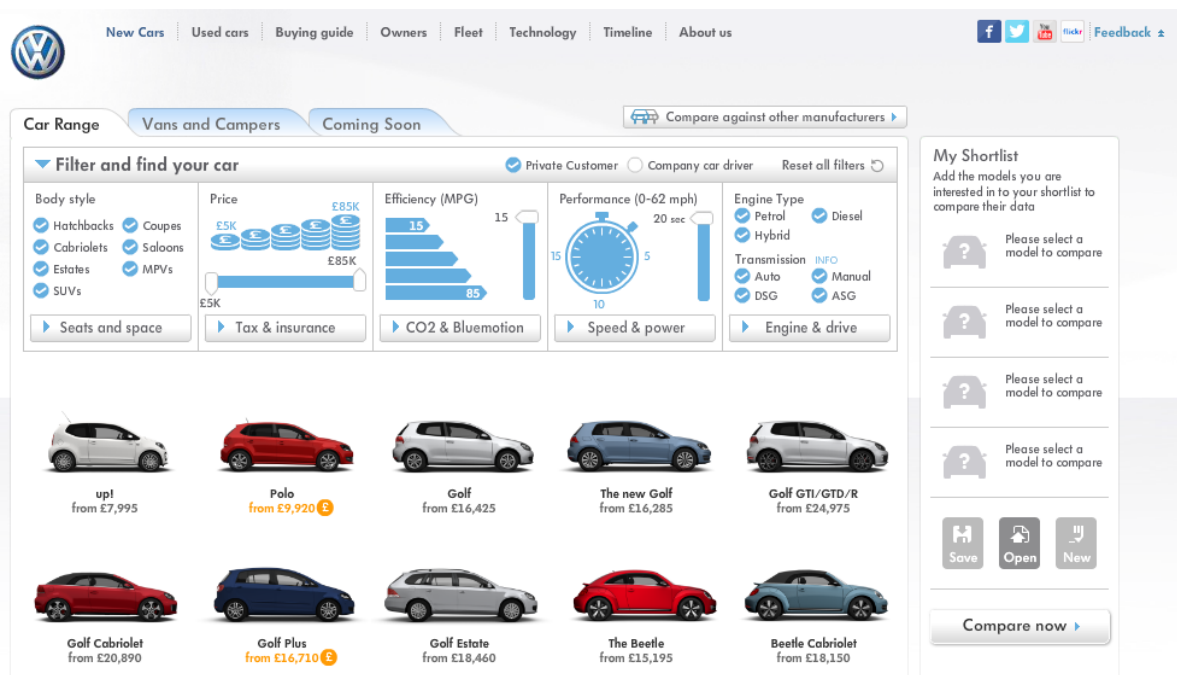 New Cars
Used cars
Buying guide
Owners
Fleet
Technology
Timeline
About us
f
You
Tube
flickr
Feedback
Car Range
Vans and Campers
Coming Soon
Compare against other manufacturers
Filter and find your car
Private Customer
Company car driver
Reset all filters
Body style
Hatchbacks
Coupes
Cabriolets
Saloons
Estates
MPVs
SUVs
Seats and space
Price
£85K
£5K
£85K
£5K
Tax & insurance
Efficiency (MPG)
15
15
85
CO2 & Bluemotion
Performance (0-62 mph)
20 sec
15
5
10
Speed & power
Engine Type
Petrol
Diesel
Hybrid
Transmission INFO
Auto
Manual
DSG
ASG
Engine & drive
up!
from £7,995
Polo
from £9,920 £
Golf
from £16,425
The new Golf
from £16,285
Golf GTI/GTD/R
from £24,975
Golf Cabriolet
from £20,890
Golf Plus
from £16,710 £
Golf Estate
from £18,460
The Beetle
from £15,195
Beetle Cabriolet
from £18,150
My Shortlist
Add the models you are
interested in to your shortlist to
compare their data
?
Please select a
model to compare
?
Please select a
model to compare
?
Please select a
model to compare
?
Please select a
model to compare
Save
Open
New
Compare now